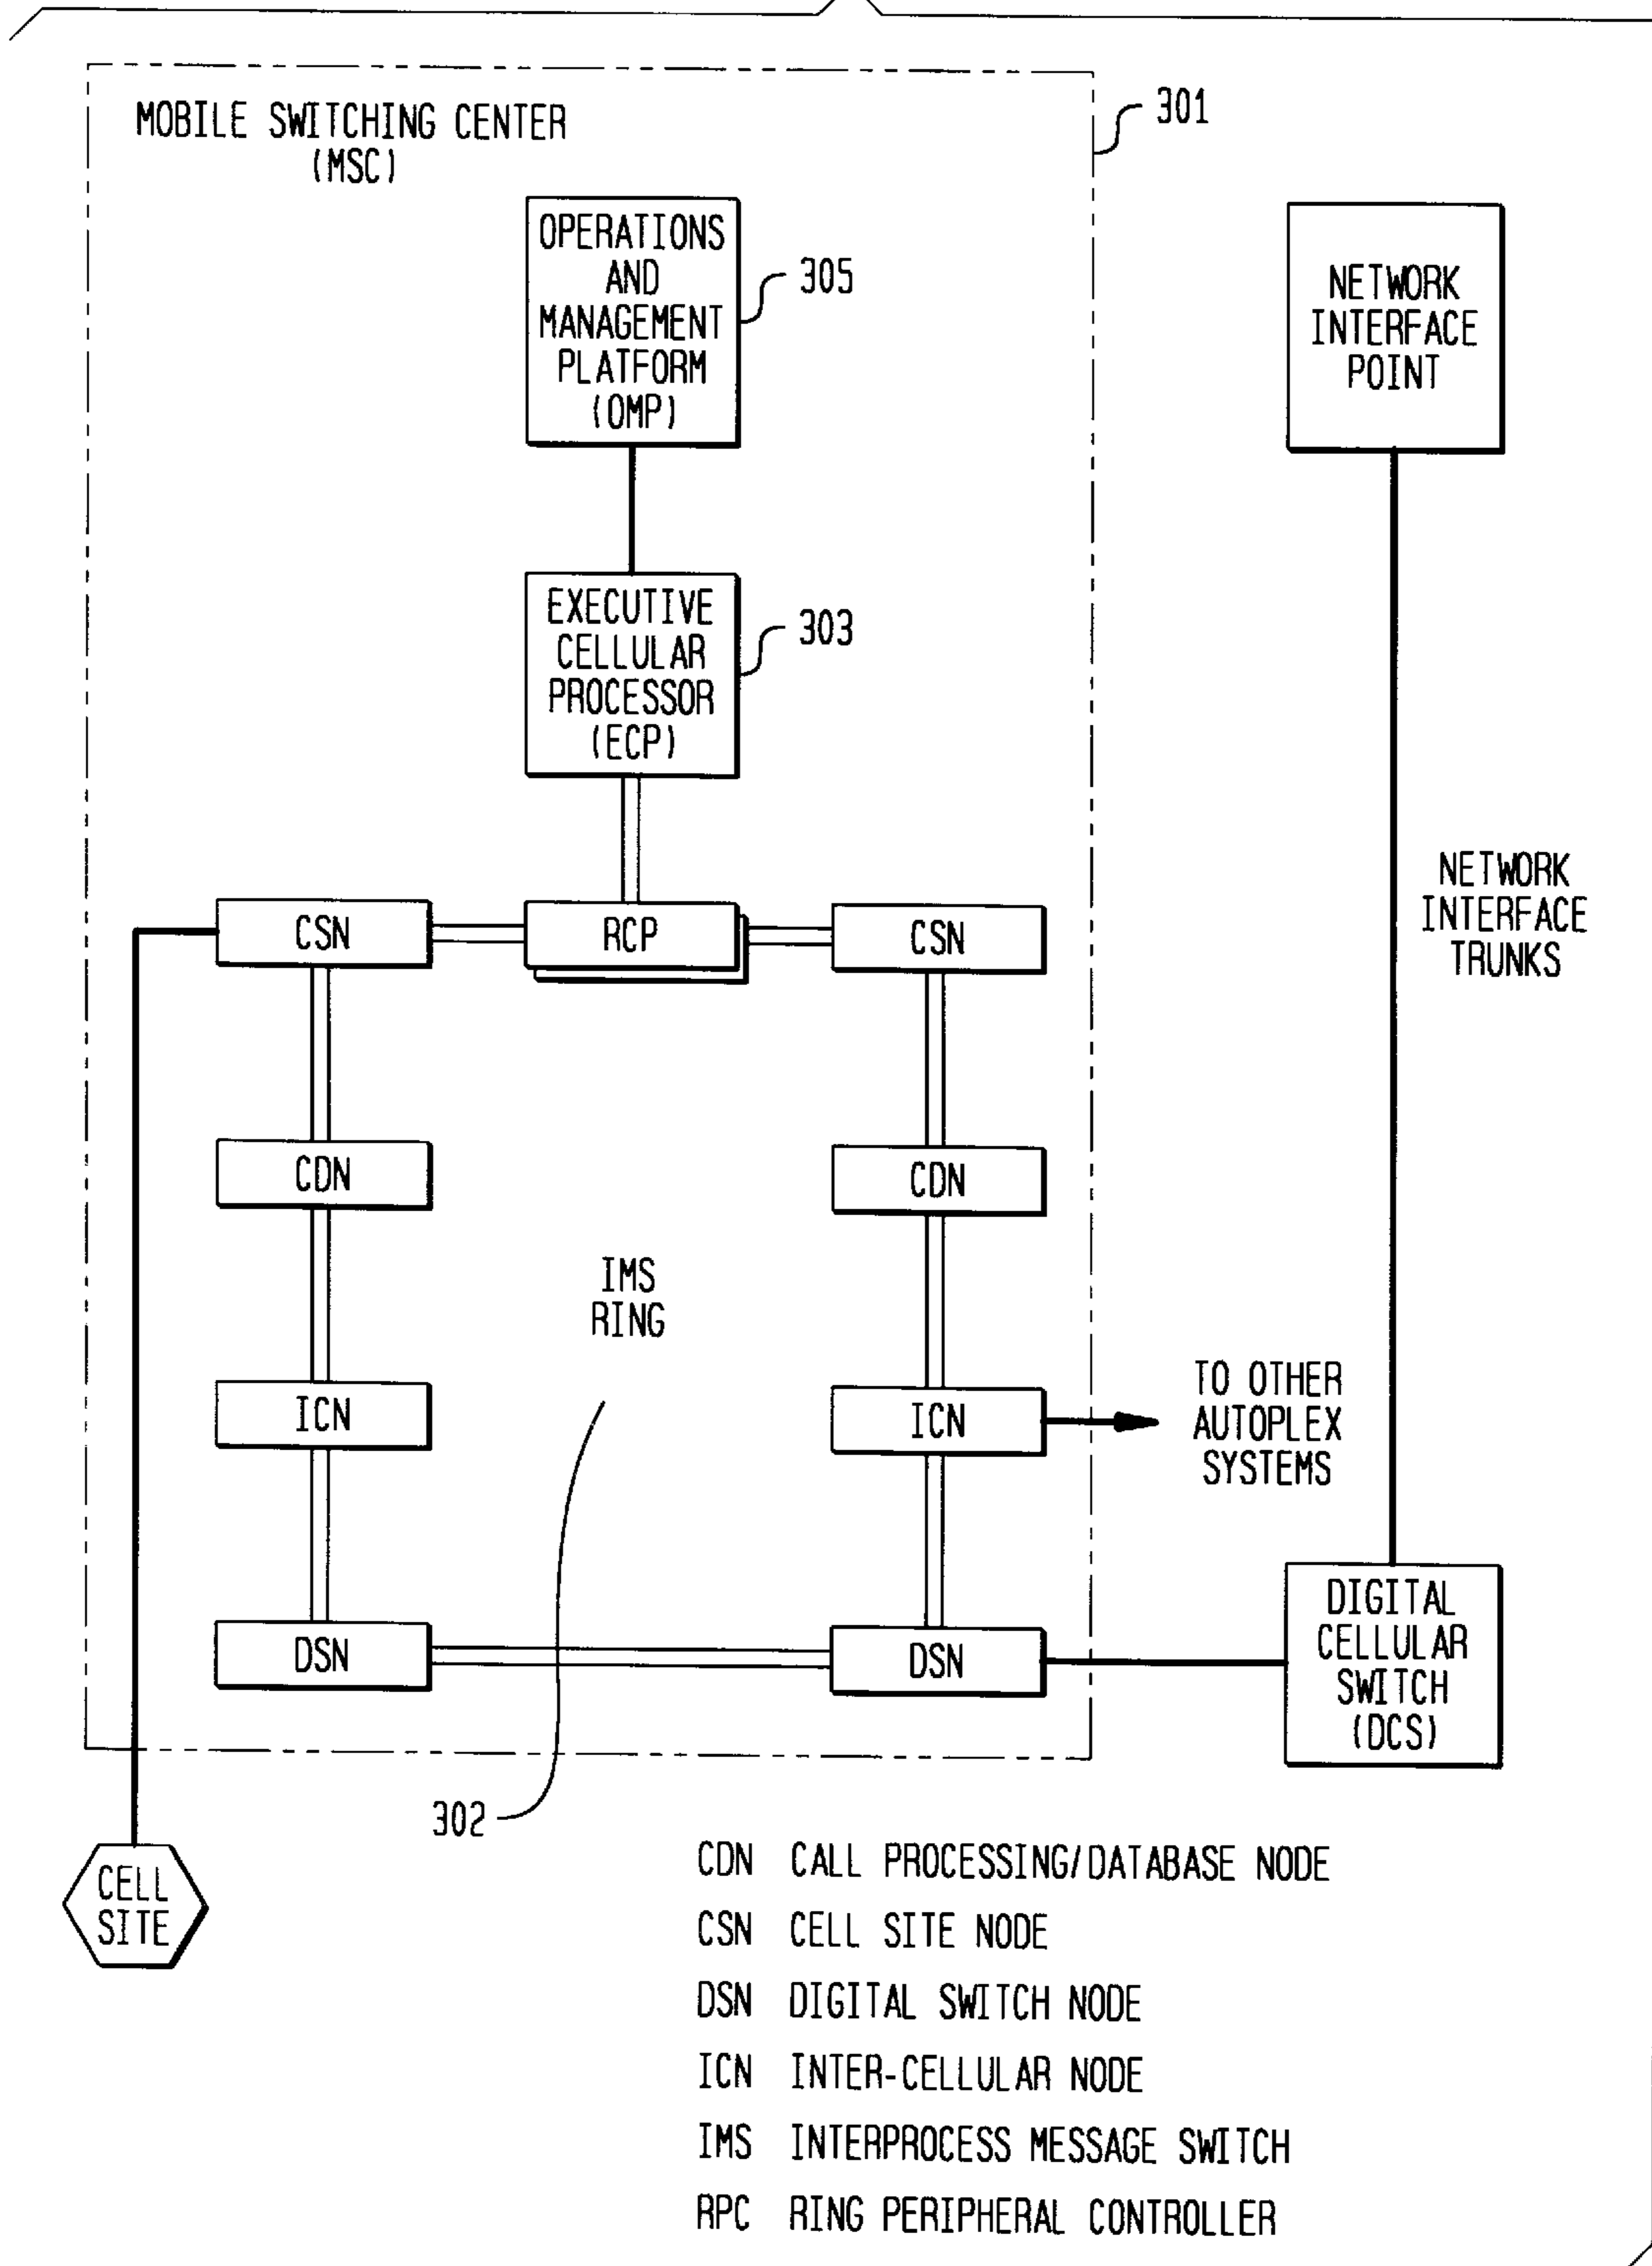 MOBILE SWITCHING CENTER
(MSC)
301
OPERATIONS
AND
MANAGEMENT
PLATFORM
(OMP)
305
NETWORK
INTERFACE
POINT
EXECUTIVE
CELLULAR
PROCESSOR
(ECP)
303
NETWORK
INTERFACE
TRUNKS
CSN
RCP
CSN
CDN
CDN
IMS
RING
ICN
ICN
TO OTHER
AUTOPLEX
SYSTEMS
DSN
DSN
DIGITAL
CELLULAR
SWITCH
(DCS)
302
CELL
SITE
CDN CALL PROCESSING/DATABASE NODE
CSN CELL SITE NODE
DSN DIGITAL SWITCH NODE
ICN INTER-CELLULAR NODE
IMS INTERPROCESS MESSAGE SWITCH
RPC RING PERIPHERAL CONTROLLER